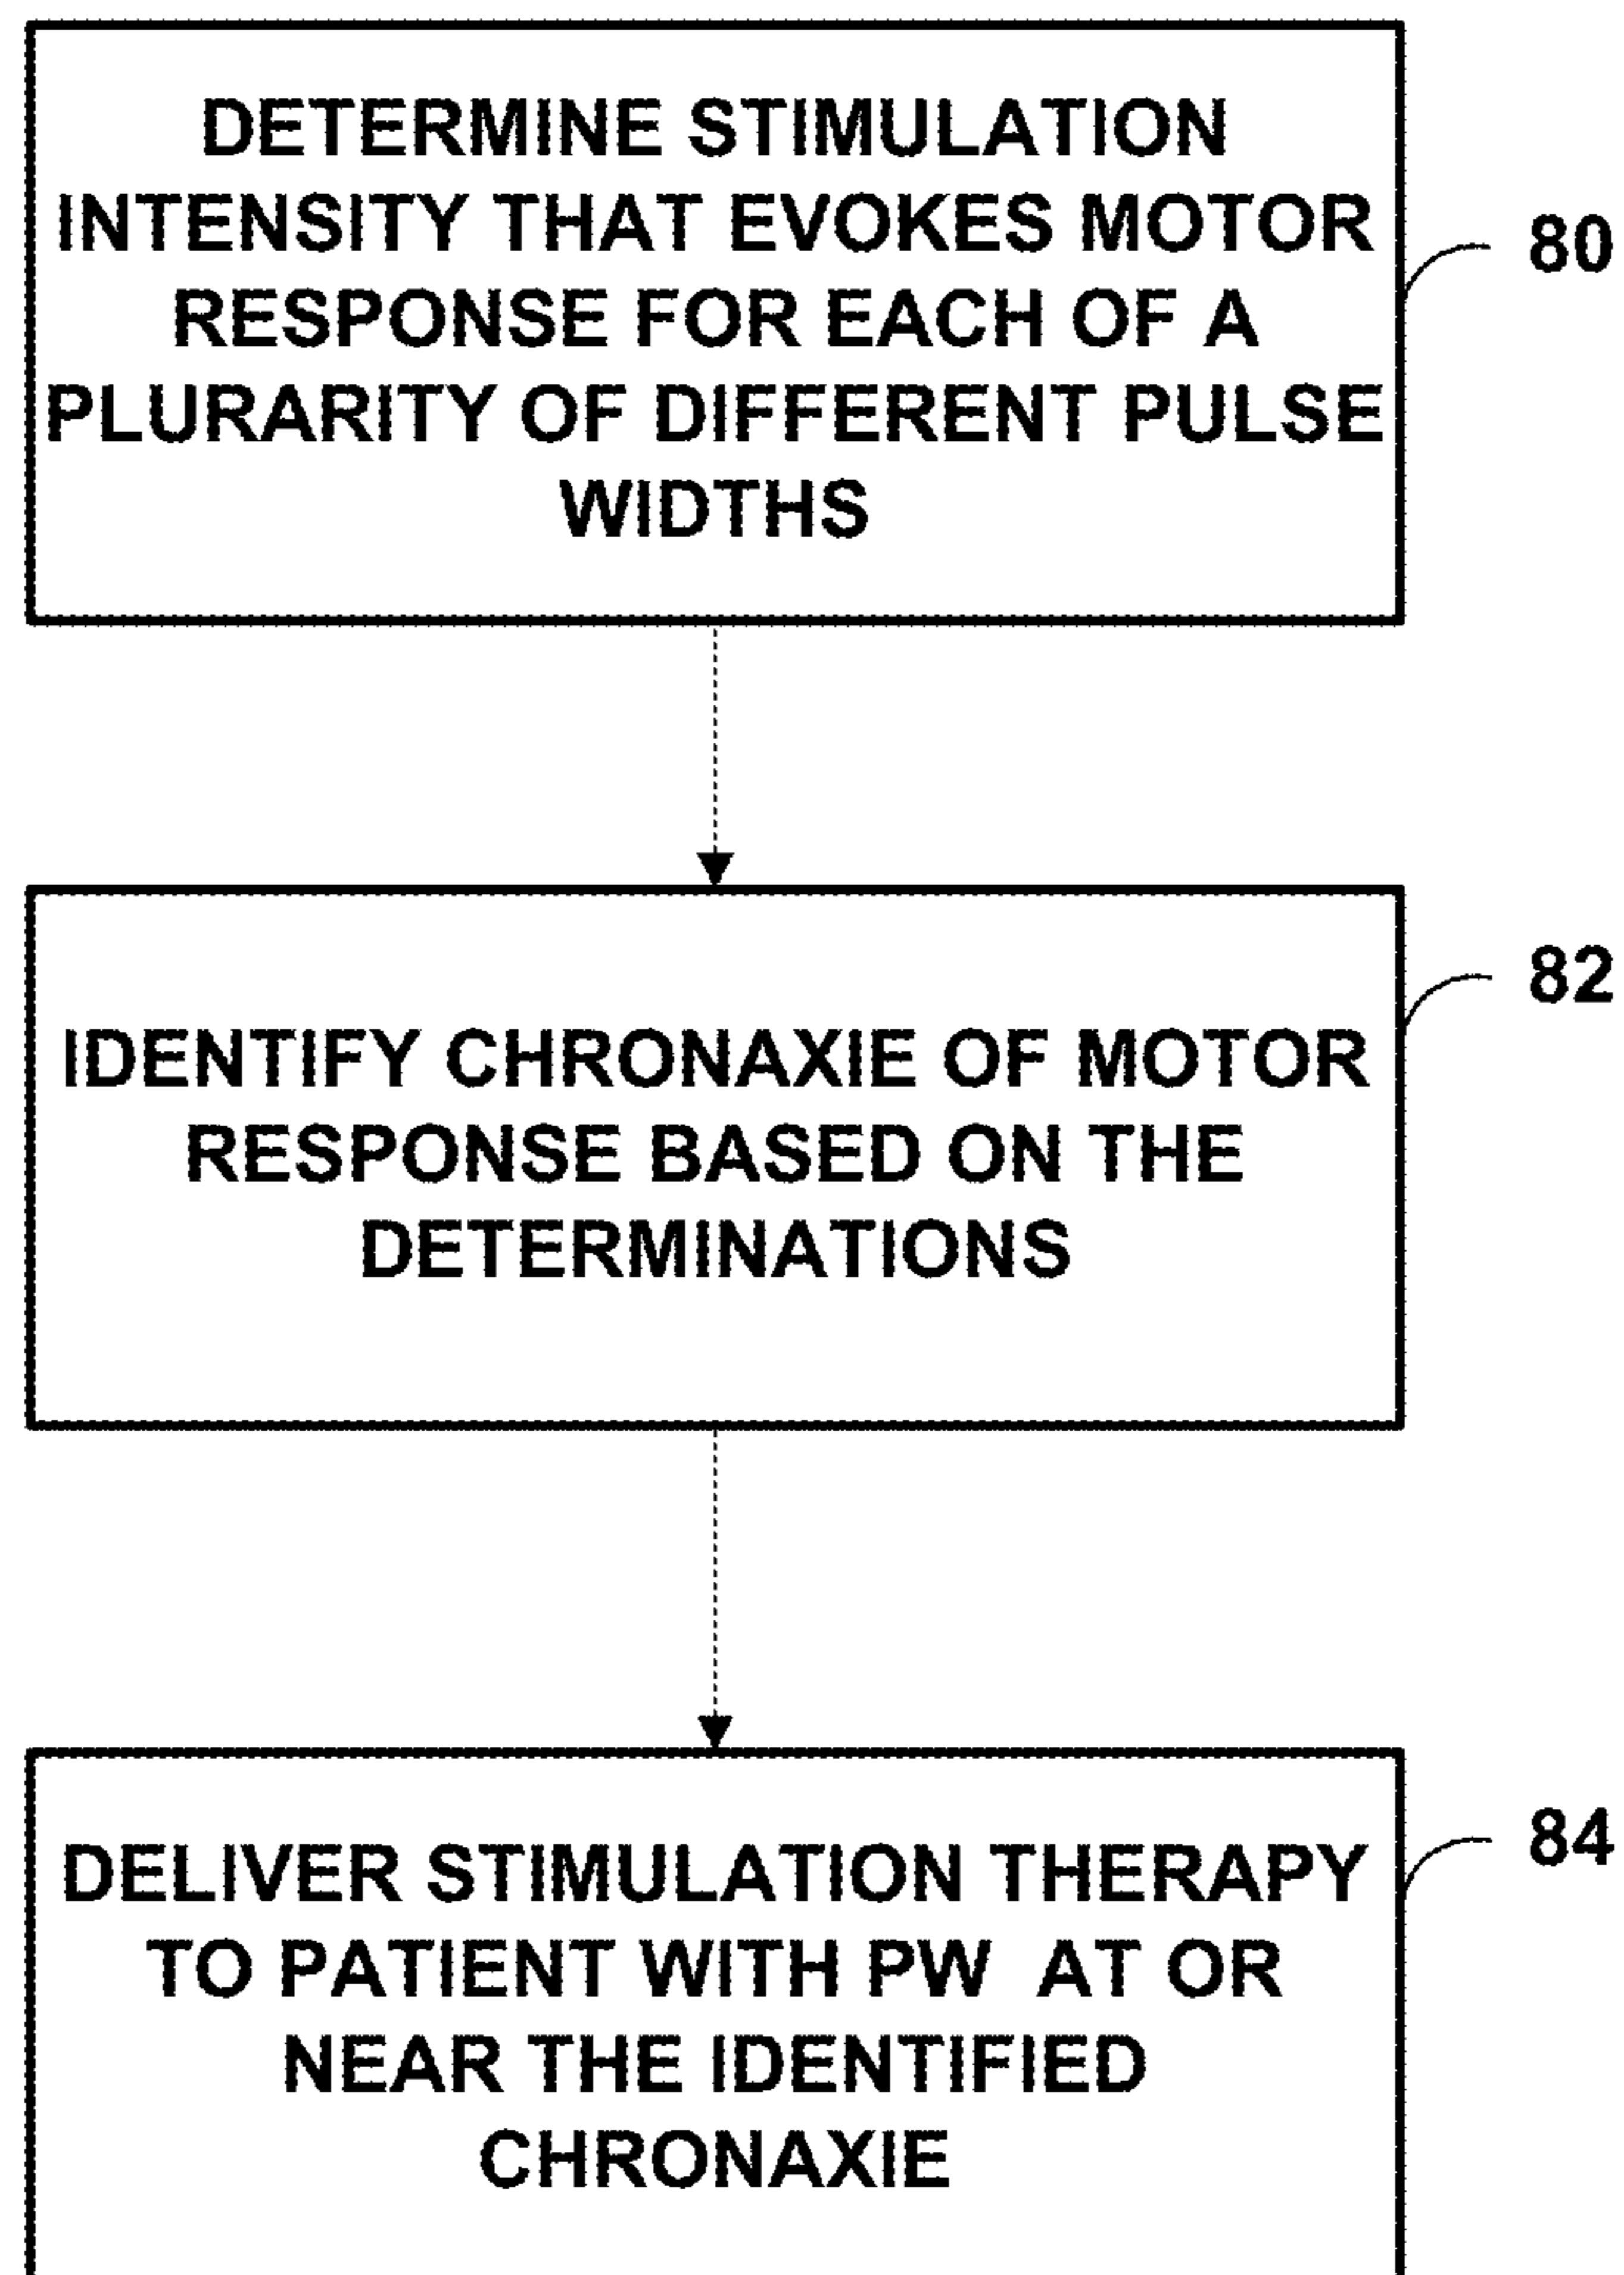 DETERMINE STIMULATION
INTENSITY THAT EVOKES MOTOR
RESPONSE FOR EACH OF A
PLURARITY OF DIFFERENT PULSE
WIDTHS
80
IDENTIFY CHRONAXIE OF MOTOR
RESPONSE BASED ON THE
DETERMINATIONS
82
DELIVER STIMULATION THERAPY
TO PATIENT WITH PW AT OR
NEAR THE IDENTIFIED
CHRONAXIE
84